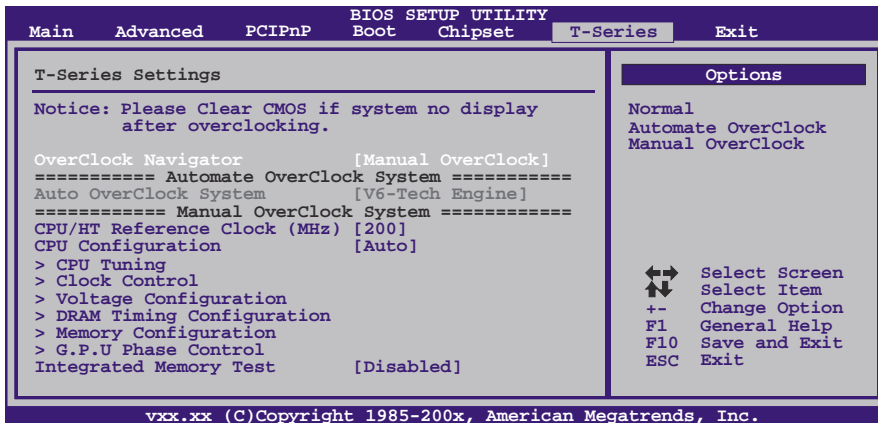 BIOS SETUP UTILITY
Main Advanced PCIPnP Boot Chipset T-Series Exit
T-Series Settings
Notice: Please Clear CMOS if system no display
after overclocking.
OverClock Navigator [Manual OverClock]
=========== Automate OverClock System ===========
Auto OverClock System [V6-Tech Engine]
============ Manual OverClock System ============
CPU/HT Reference Clock (MHz) [200]
CPU Configuration [Auto]
> CPU Tuning
> Clock Control
> Voltage Configuration
> DRAM Timing Configuration
> Memory Configuration
> G.P.U Phase Control
Integrated Memory Test [Disabled]
Options
Normal
Automate OverClock
Manual OverClock
Select Screen
Select Item
+- Change Option
F1 General Help
F10 Save and Exit
ESC Exit
vxx.xx (C)Copyright 1985-200x, American Megatrends, Inc.